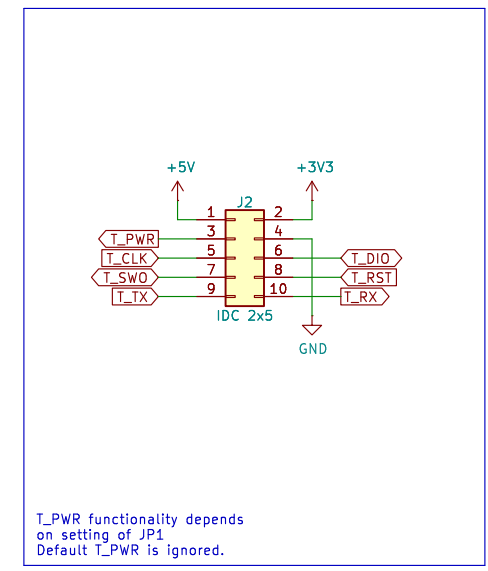 +5V +3V3
J2
1 2
T_PWR 3 4
T_CLK 5 6 T_DIO
T_SWO 7 8 T_RST
T_TX 9 10 T_RX
IDC 2x5
GND
T_PWR functionality depends
on setting of JP1
Default T_PWR is ignored.